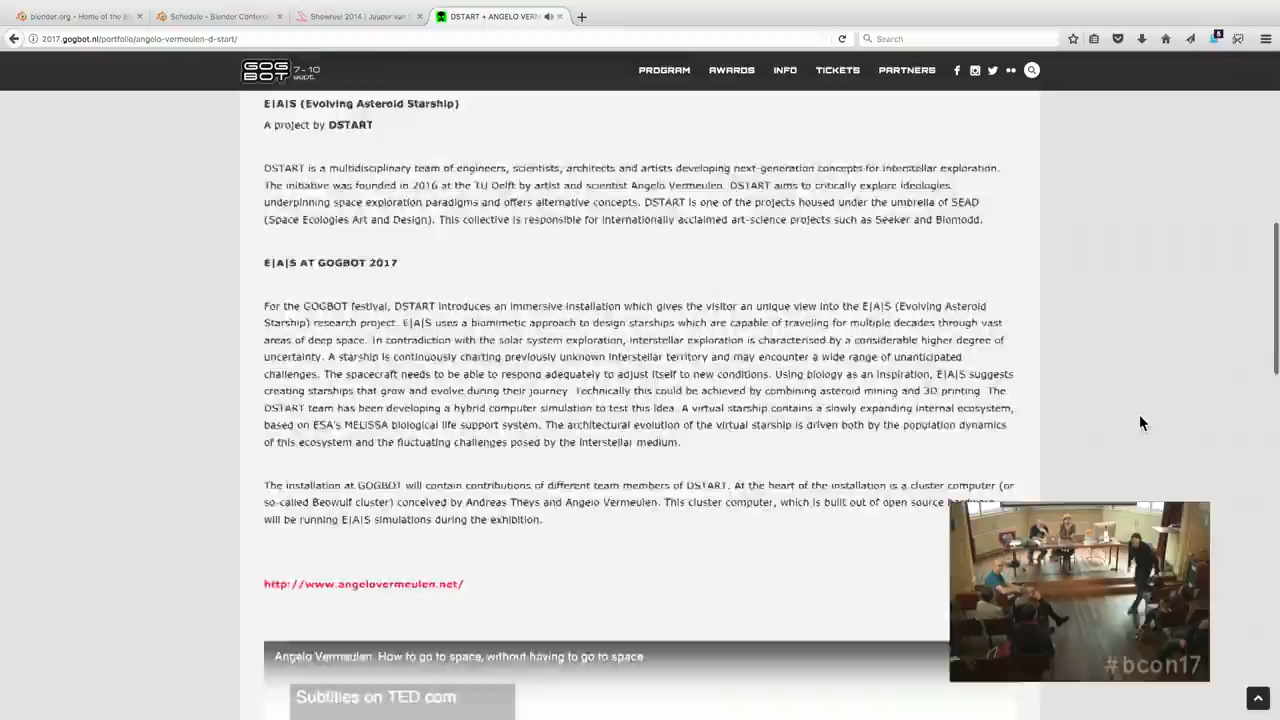 blender.org - Home of the Bl
Schedule - Blender Conferen
Showreel 2014 | Jasper van
DSTART + ANGELO VERM
2017.gogbot.nl/portfolio/angelo-vermeulen-d-start/
Search
6
GOG
BOT
7-10
sept.
PROGRAM
AWARDS
INFO
TICKETS
PARTNERS
E|A|S (Evolving Asteroid Starship)
A project by DSTART
DSTART is a multidisciplinary team of engineers, scientists, architects and artists developing next-generation concepts for interstellar exploration.
The initiative was founded in 2016 at the TU Delft by artist and scientist Angelo Vermeulen. DSTART aims to critically explore ideologies
underpinning space exploration paradigms and offers alternative concepts. DSTART is one of the projects housed under the umbrella of SEAD
(Space Ecologies Art and Design). This collective is responsible for internationally acclaimed art-science projects such as Seeker and Biomodd.
E|A|S AT GOGBOT 2017
For the GOGBOT festival, DSTART introduces an immersive installation which gives the visitor an unique view into the E|A|S (Evolving Asteroid
Starship) research project. E|A|S uses a biomimetic approach to design starships which are capable of traveling for multiple decades through vast
areas of deep space. In contradiction with the solar system exploration, interstellar exploration is characterised by a considerable higher degree of
uncertainty. A starship is continuously charting previously unknown interstellar territory and may encounter a wide range of unanticipated
challenges. The spacecraft needs to be able to respond adequately to adjust itself to new conditions. Using biology as an inspiration, E|A|S suggests
creating starships that grow and evolve during their journey. Technically this could be achieved by combining asteroid mining and 3D printing. The
DSTART team has been developing a hybrid computer simulation to test this idea. A virtual starship contains a slowly expanding internal ecosystem,
based on ESA's MELISSA biological life support system. The architectural evolution of the virtual starship is driven both by the population dynamics
of this ecosystem and the fluctuating challenges posed by the interstellar medium.
The installation at GOGBOT will contain contributions of different team members of DSTART. At the heart of the installation is a cluster computer (or
so-called Beowulf cluster) conceived by Andreas Theys and Angelo Vermeulen. This cluster computer, which is built out of open source hardware,
will be running E|A|S simulations during the exhibition.
http://www.angelovermeulen.net/
Angelo Vermeulen: How to go to space, without having to go to space
Subtitles on TED.com
#bcon17